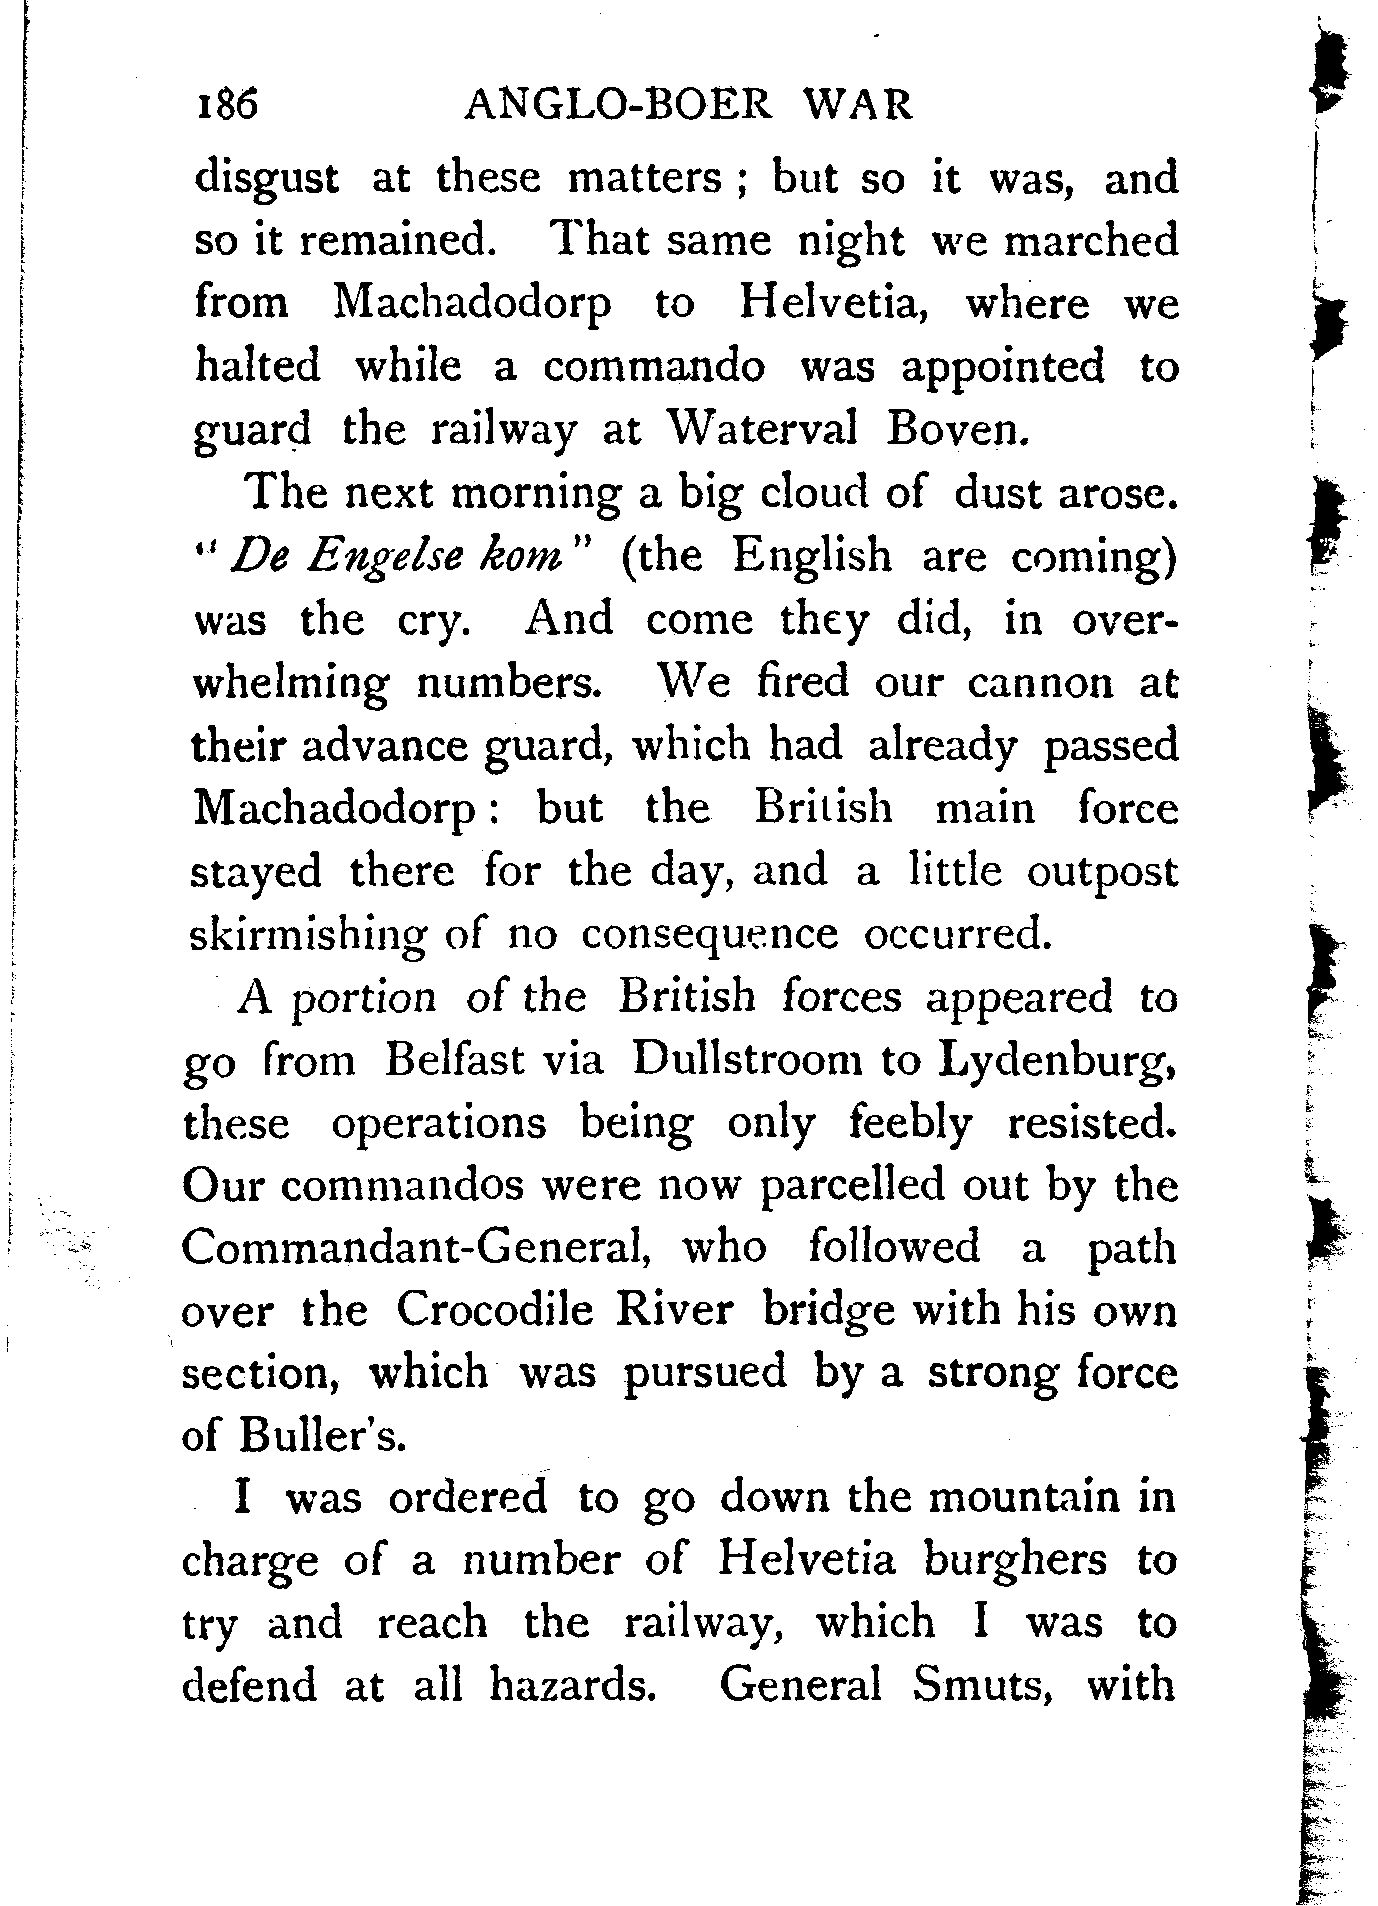 186 ANGLO-BOER WAR
disgust at these matters ; but so it was, and
so it remained. That same night we marched
from Machadodorp to Helvetia, where we
halted while a commando was appointed to
guard the railway at Waterval Boven.
The next morning a big cloud of dust arose.
" De Engelse kom " (the English are coming)
was the cry. And come they did, in over-
whelming numbers. We fired our cannon at
their advance guard, which had already passed
Machadodorp : but the British main force
stayed there for the day, and a little outpost
skirmishing of no consequence occurred.
A portion of the British forces appeared to
go from Belfast via Dullstroom to Lydenburg,
these operations being only feebly resisted.
Our commandos were now parcelled out by the
Commandant-General, who followed a path
over the Crocodile River bridge with his own
section, which was pursued by a strong force
of Buller's.
I was ordered to go down the mountain in
charge of a number of Helvetia burghers to
try and reach the railway, which I was to
defend at all hazards. General Smuts, with